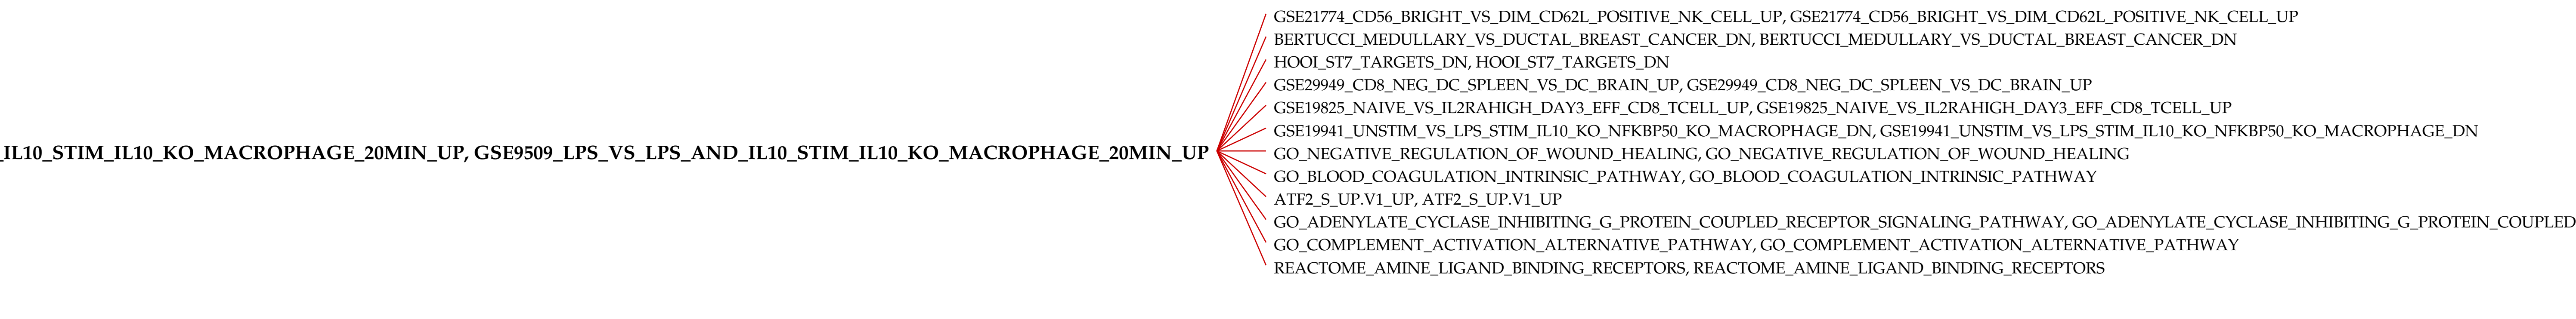 GSE21774_CD56_BRIGHT_VS_DIM_CD62L_POSITIVE_NK_CELL_UP, GSE21774_CD56_BRIGHT_VS_DIM_CD62L_POSITIVE_NK_CELL_UP
BERTUCCI_MEDULLARY_VS_DUCTAL_BREAST_CANCER_DN, BERTUCCI_MEDULLARY_VS_DUCTAL_BREAST_CANCER_DN
HOOI_ST7_TARGETS_DN, HOOI_ST7_TARGETS_DN
GSE29949_CD8_NEG_DC_SPLEEN_VS_DC_BRAIN_UP, GSE29949_CD8_NEG_DC_SPLEEN_VS_DC_BRAIN_UP
GSE19825_NAIVE_VS_IL2RAHIGH_DAY3_EFF_CD8_TCELL_UP, GSE19825_NAIVE_VS_IL2RAHIGH_DAY3_EFF_CD8_TCELL_UP
GSE19941_UNSTIM_VS_LPS_STIM_IL10_KO_NFKBP50_KO_MACROPHAGE_DN, GSE19941_UNSTIM_VS_LPS_STIM_IL10_KO_NFKBP50_KO_MACROPHAGE_DN
_IL10_STIM_IL10_KO_MACROPHAGE_20MIN_UP, GSE9509_LPS_VS_LPS_AND_IL10_STIM_IL10_KO_MACROPHAGE_20MIN_UP
GO_NEGATIVE_REGULATION_OF_WOUND_HEALING, GO_NEGATIVE_REGULATION_OF_WOUND_HEALING
GO_BLOOD_COAGULATION_INTRINSIC_PATHWAY, GO_BLOOD_COAGULATION_INTRINSIC_PATHWAY
ATF2_S_UP.V1_UP, ATF2_S_UP.V1_UP
GO_ADENYLATE_CYCLASE_INHIBITING_G_PROTEIN_COUPLED_RECEPTOR_SIGNALING_PATHWAY, GO_ADENYLATE_CYCLASE_INHIBITING_G_PROTEIN_COUPLED
GO_COMPLEMENT_ACTIVATION_ALTERNATIVE_PATHWAY, GO_COMPLEMENT_ACTIVATION_ALTERNATIVE_PATHWAY
REACTOME_AMINE_LIGAND_BINDING_RECEPTORS, REACTOME_AMINE_LIGAND_BINDING_RECEPTORS